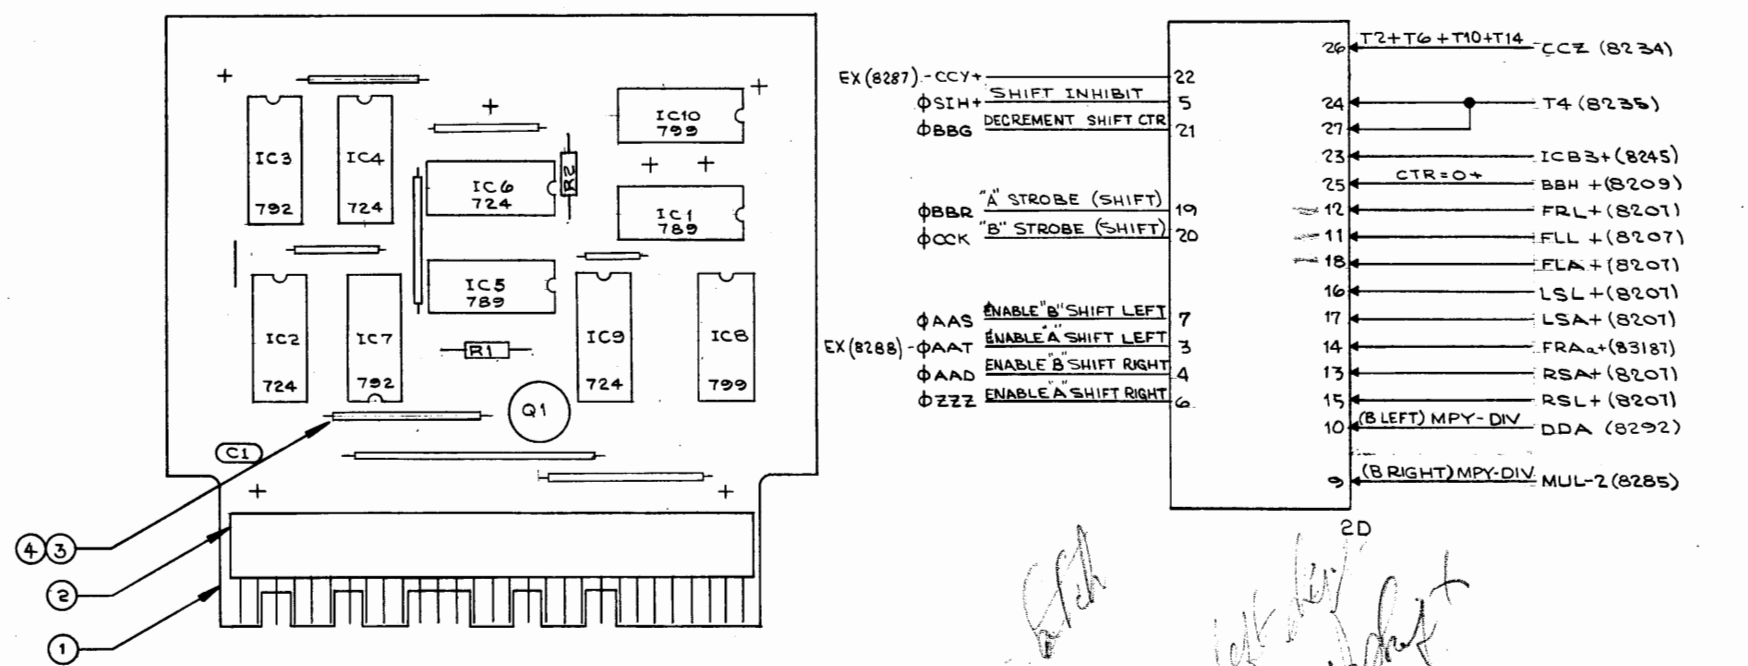 IC3
792
IC4
724
IC6
724
R2
IC10
799
IC1
789
IC2
724
IC7
792
IC5
789
R1
IC9
724
IC8
799
Q1
C1
4 3
2
1
EX(8287)-CCY+ 22
ΦSIH+ SHIFT INHIBIT 5
ΦBBG DECREMENT SHIFT CTR 21
ΦBBR "A" STROBE (SHIFT) 19
ΦCCK "B" STROBE (SHIFT) 20
ΦAAS ENABLE "B" SHIFT LEFT 7
EX(8288)-ΦAAT ENABLE "A" SHIFT LEFT 3
ΦAAD ENABLE "B" SHIFT RIGHT 4
ΦZZZ ENABLE "A" SHIFT RIGHT 6
26 T2+T6+T10+T14 CCZ (8234)
24 T4 (8235)
27
23 ICB3+(8245)
25 CTR=0+ BBH+(8209)
12 FRL+(8207)
11 FLL+(8207)
18 FLA+(8207)
16 LSL+(8207)
17 LSA+(8207)
14 FRAa+(83187)
13 RSA+(8207)
15 RSL+(8207)
10 (B LEFT) MPY-DIV DDA (8292)
9 (B RIGHT) MPY-DIV MUL-2(8285)
2D